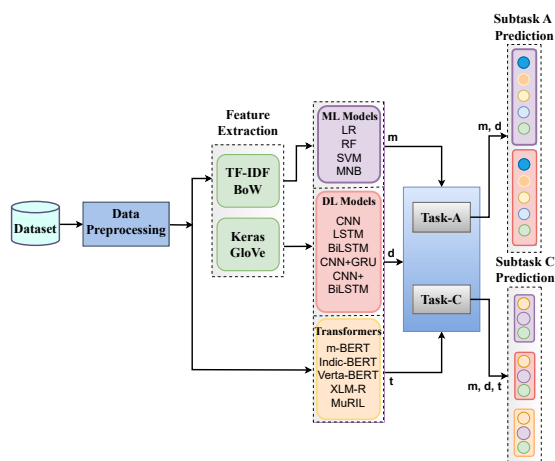 Subtask A
Prediction
Feature
Extraction
ML Models
LR
RF
SVM
MNB
m
m, d
TF-IDF
BoW
Dataset
Data
Preprocessing
Keras
GloVe
DL Models
CNN
LSTM
BiLSTM
CNN+GRU
CNN+
BiLSTM
d
Task-A
Task-C
Subtask C
Prediction
Transformers
m-BERT
Indic-BERT
Verta-BERT
XLM-R
MuRIL
t
m, d, t